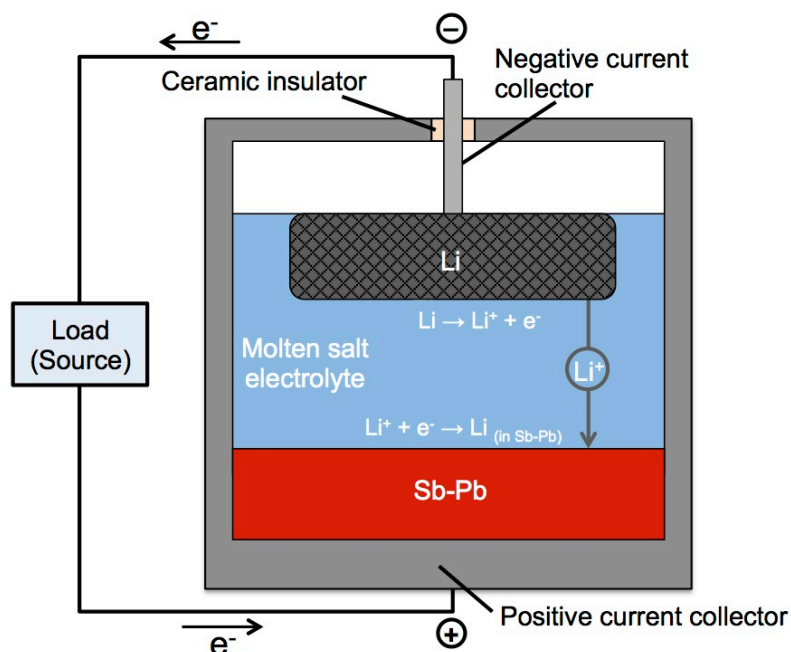 e-
−
Negative current
collector
Ceramic insulator
Li
Li → Li⁺ + e-
Load
(Source)
Molten salt
electrolyte
Li⁺
Li⁺ + e- → Li (in Sb-Pb)
Sb-Pb
Positive current collector
e-
+